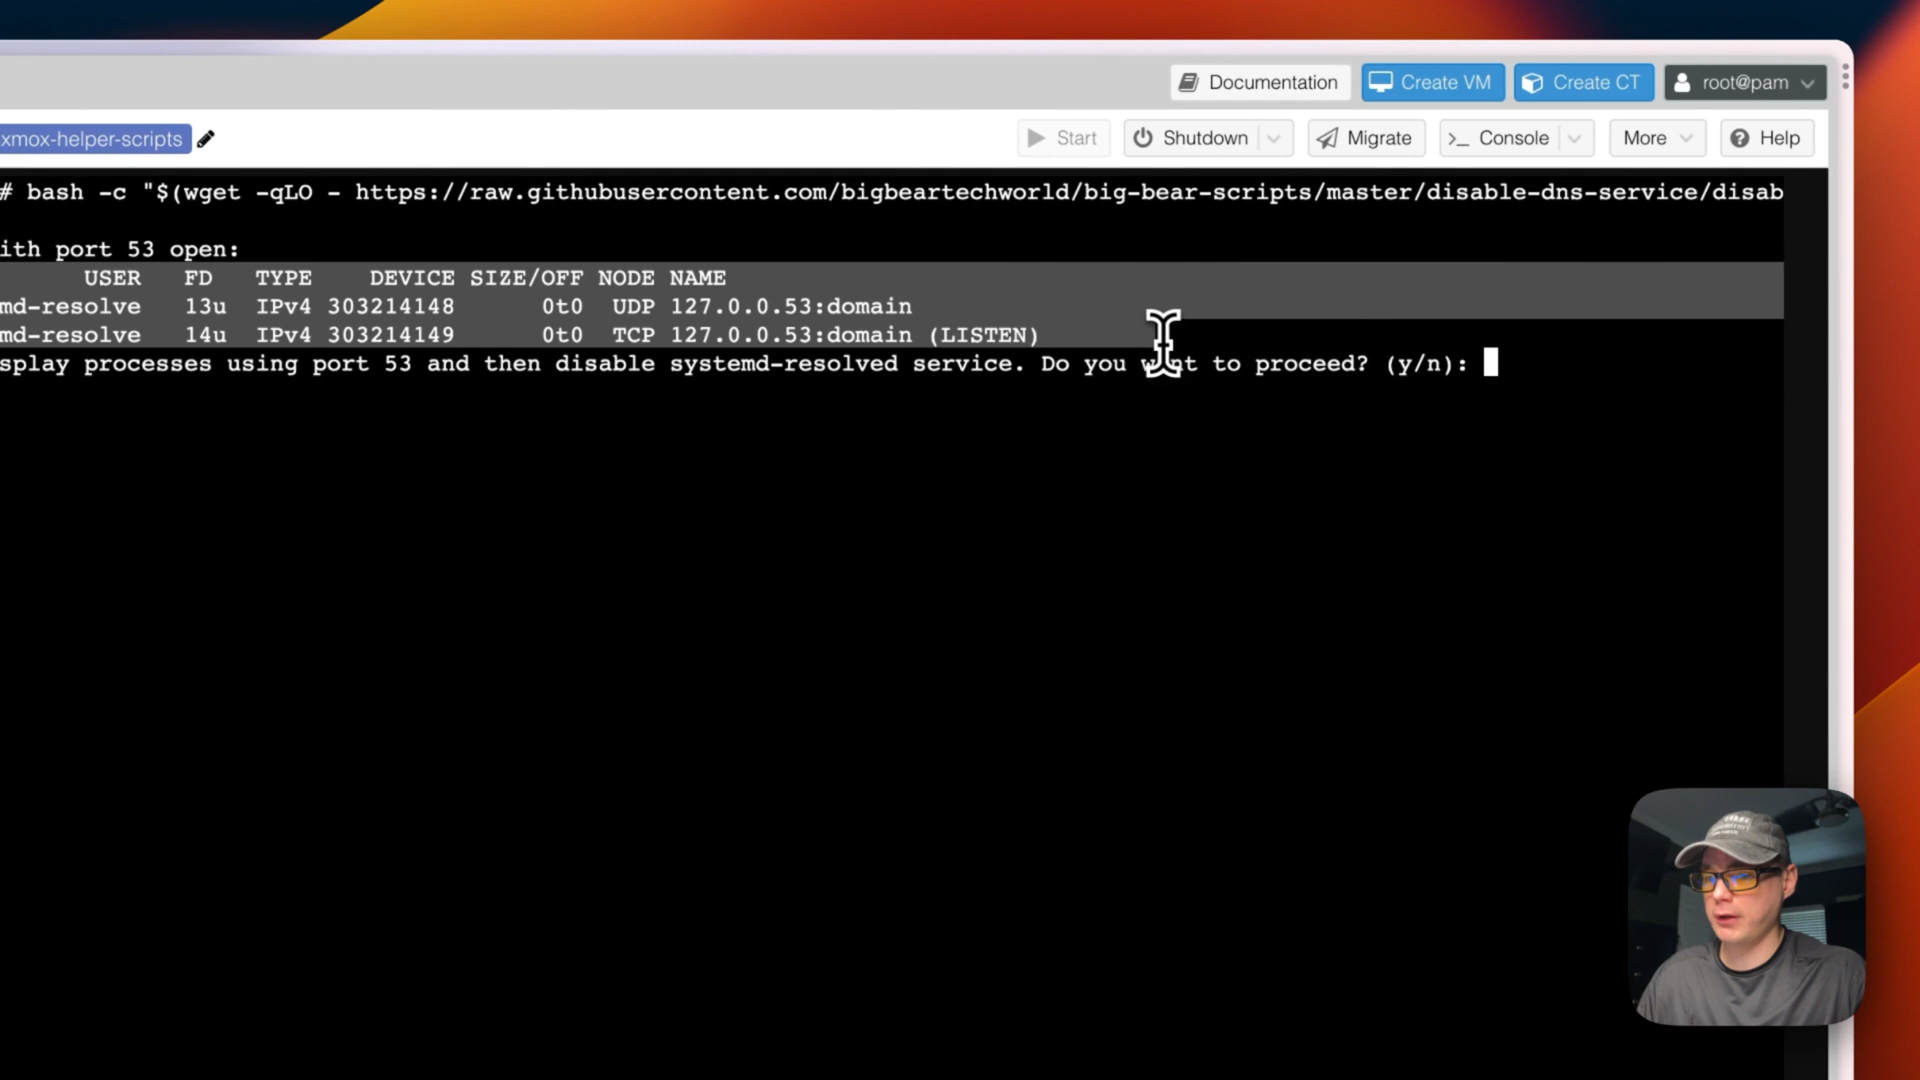 Documentation Create VM Create CT root@pam
xmox-helper-scripts Start Shutdown Migrate >_ Console More Help
# bash -c "$(wget -qLO - https://raw.githubusercontent.com/bigbeartechworld/big-bear-scripts/master/disable-dns-service/disab
ith port 53 open:
USER FD TYPE DEVICE SIZE/OFF NODE NAME
md-resolve 13u IPv4 303214148 0t0 UDP 127.0.0.53:domain
md-resolve 14u IPv4 303214149 0t0 TCP 127.0.0.53:domain (LISTEN)
splay processes using port 53 and then disable systemd-resolved service. Do you want to proceed? (y/n):